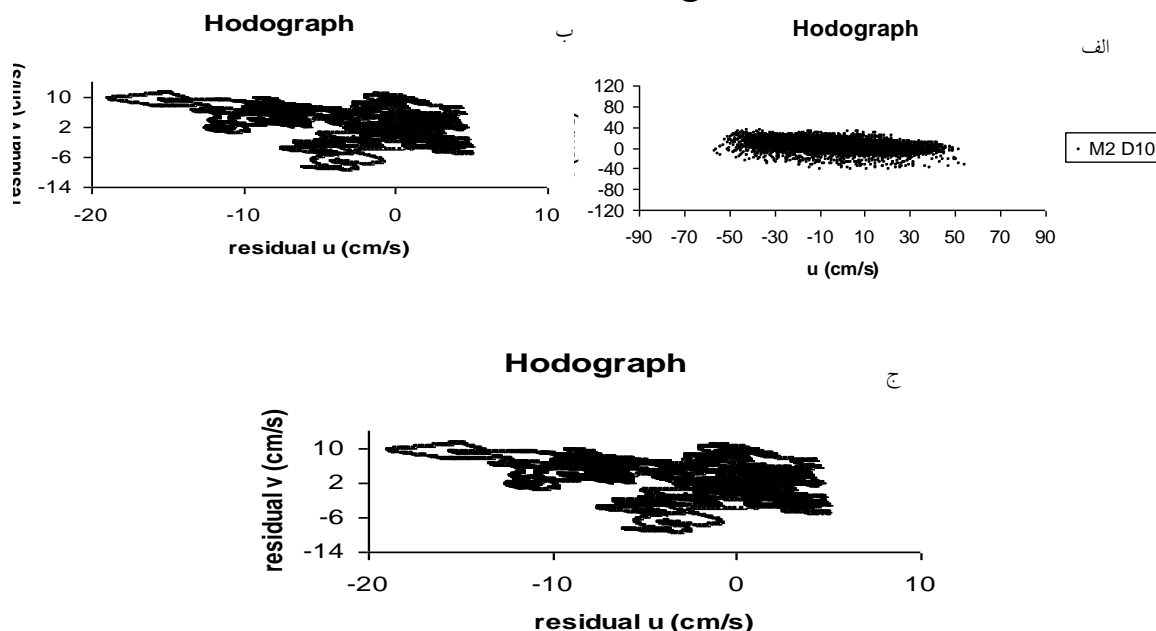 Hodograph
ب
10
2
-6
-14
-20 -10 0 10
residual v (cm/s)
residual u (cm/s)
Hodograph
الف
120
80
40
0
-40
-80
-120
-90 -70 -50 -30 -10 10 30 50 70 90
u (cm/s)
M2 D10
Hodograph
ج
10
2
-6
-14
-20 -10 0 10
residual v (cm/s)
residual u (cm/s)